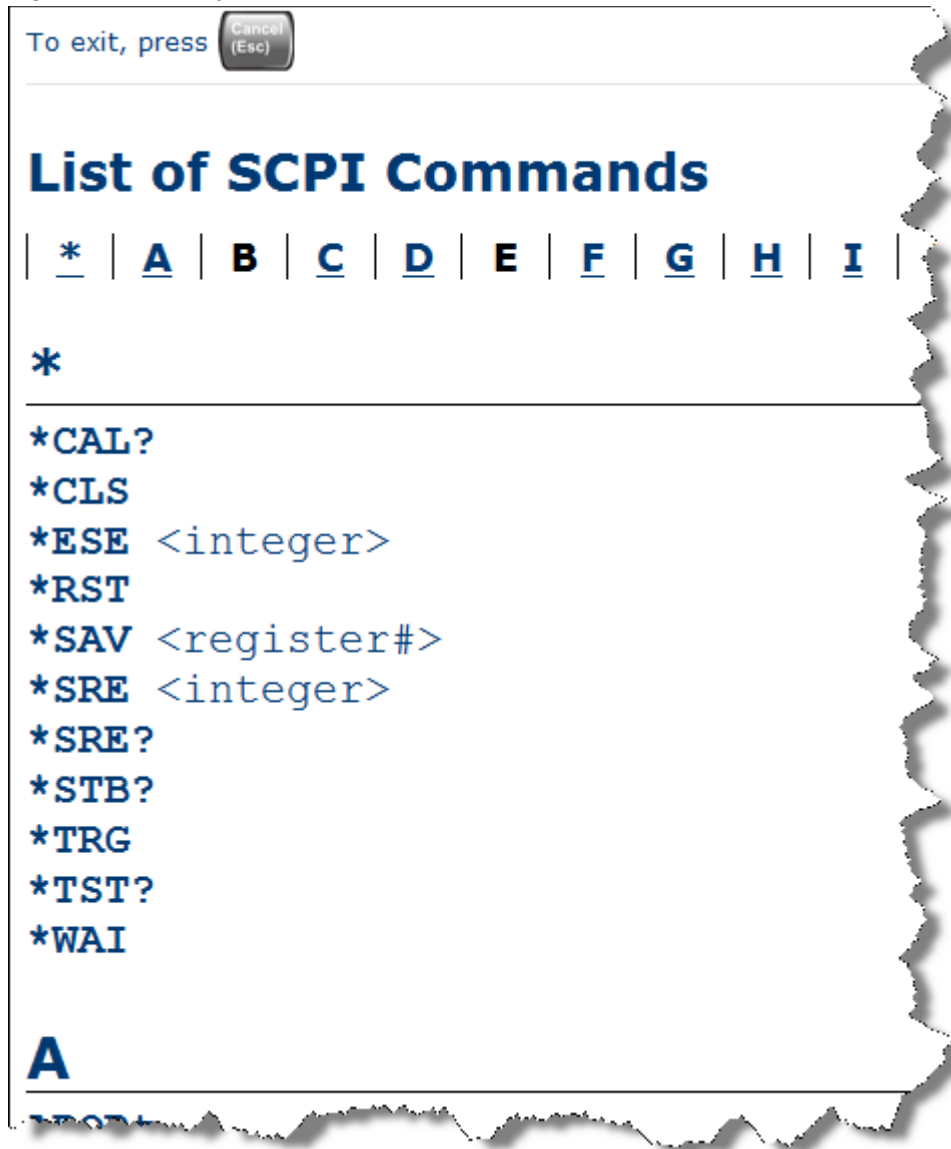 To exit, press Cancel (Esc)
List of SCPI Commands
| * | A | B | C | D | E | F | G | H | I |
*
*CAL?
*CLS
*ESE <integer>
*RST
*SAV <register#>
*SRE <integer>
*SRE?
*STB?
*TRG
*TST?
*WAI
A